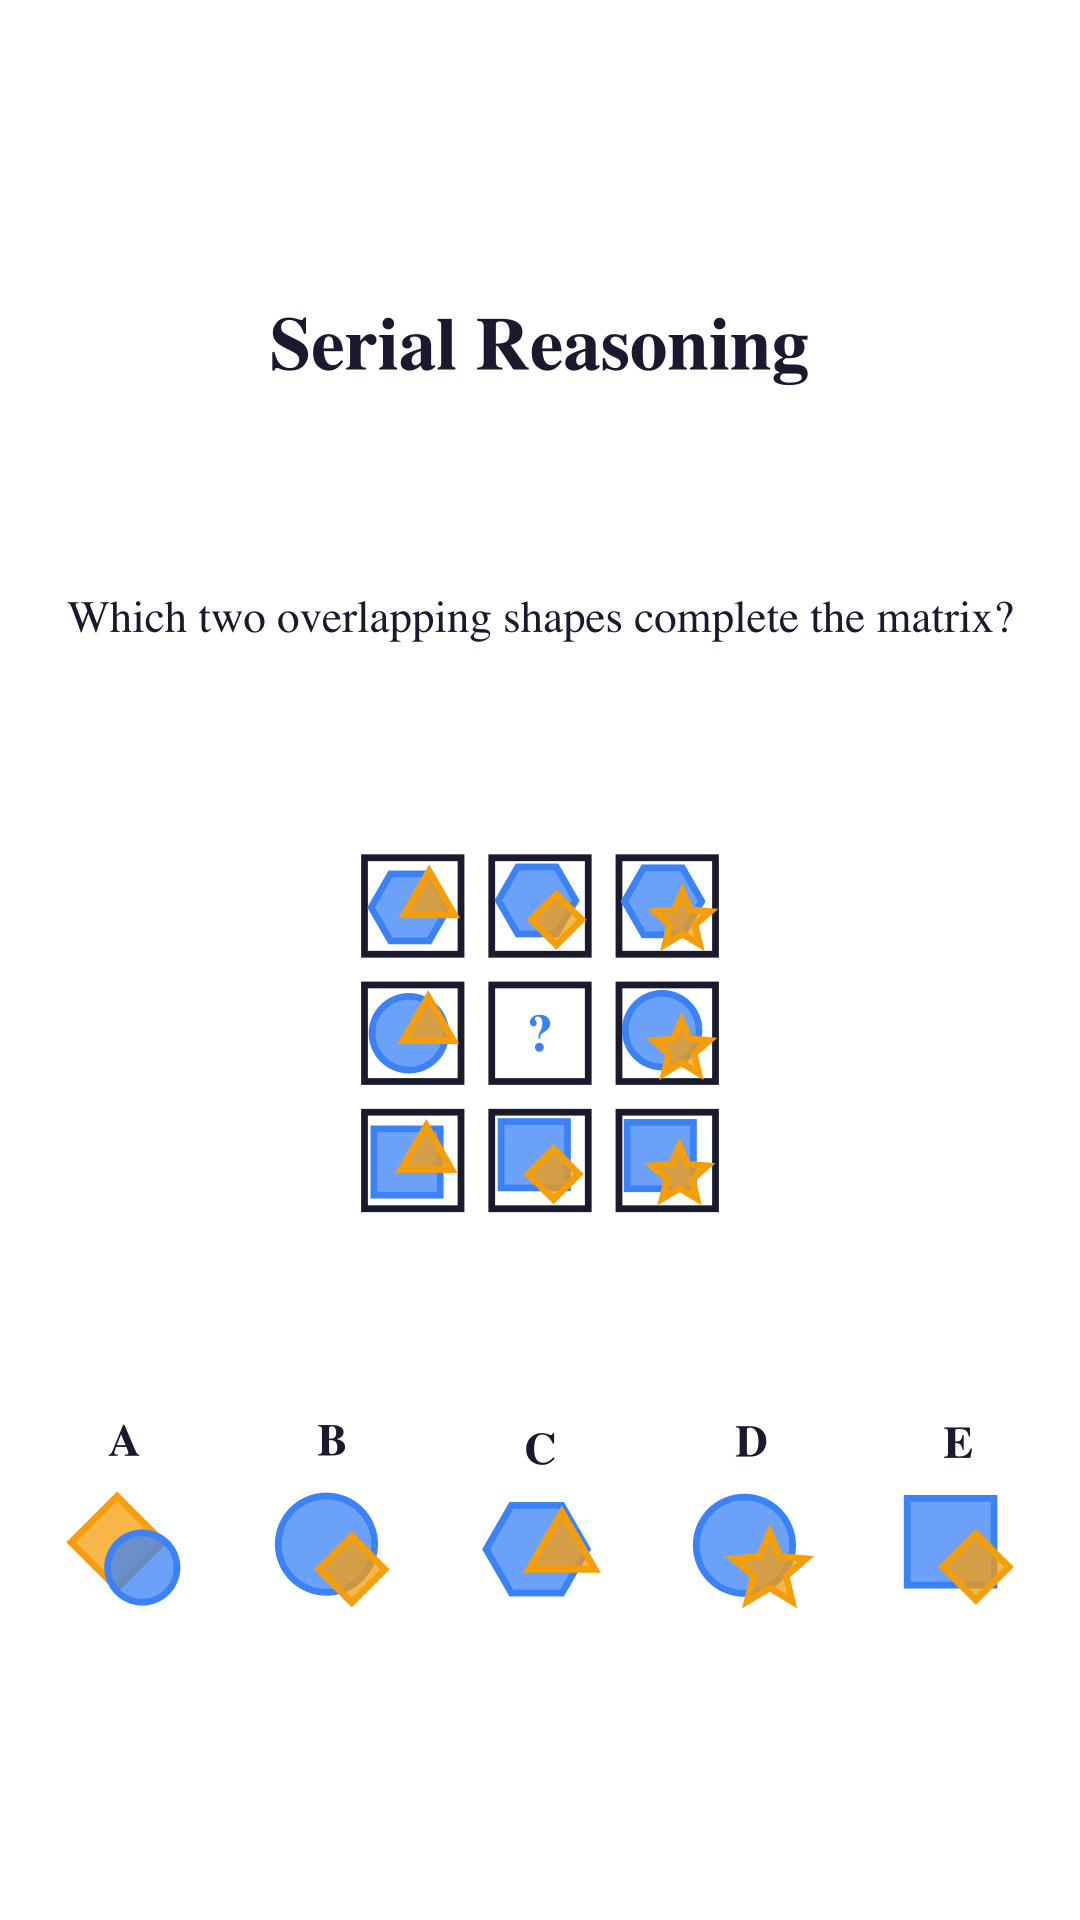 Serial Reasoning
Which two overlapping shapes complete the matrix?
?
A B C D E